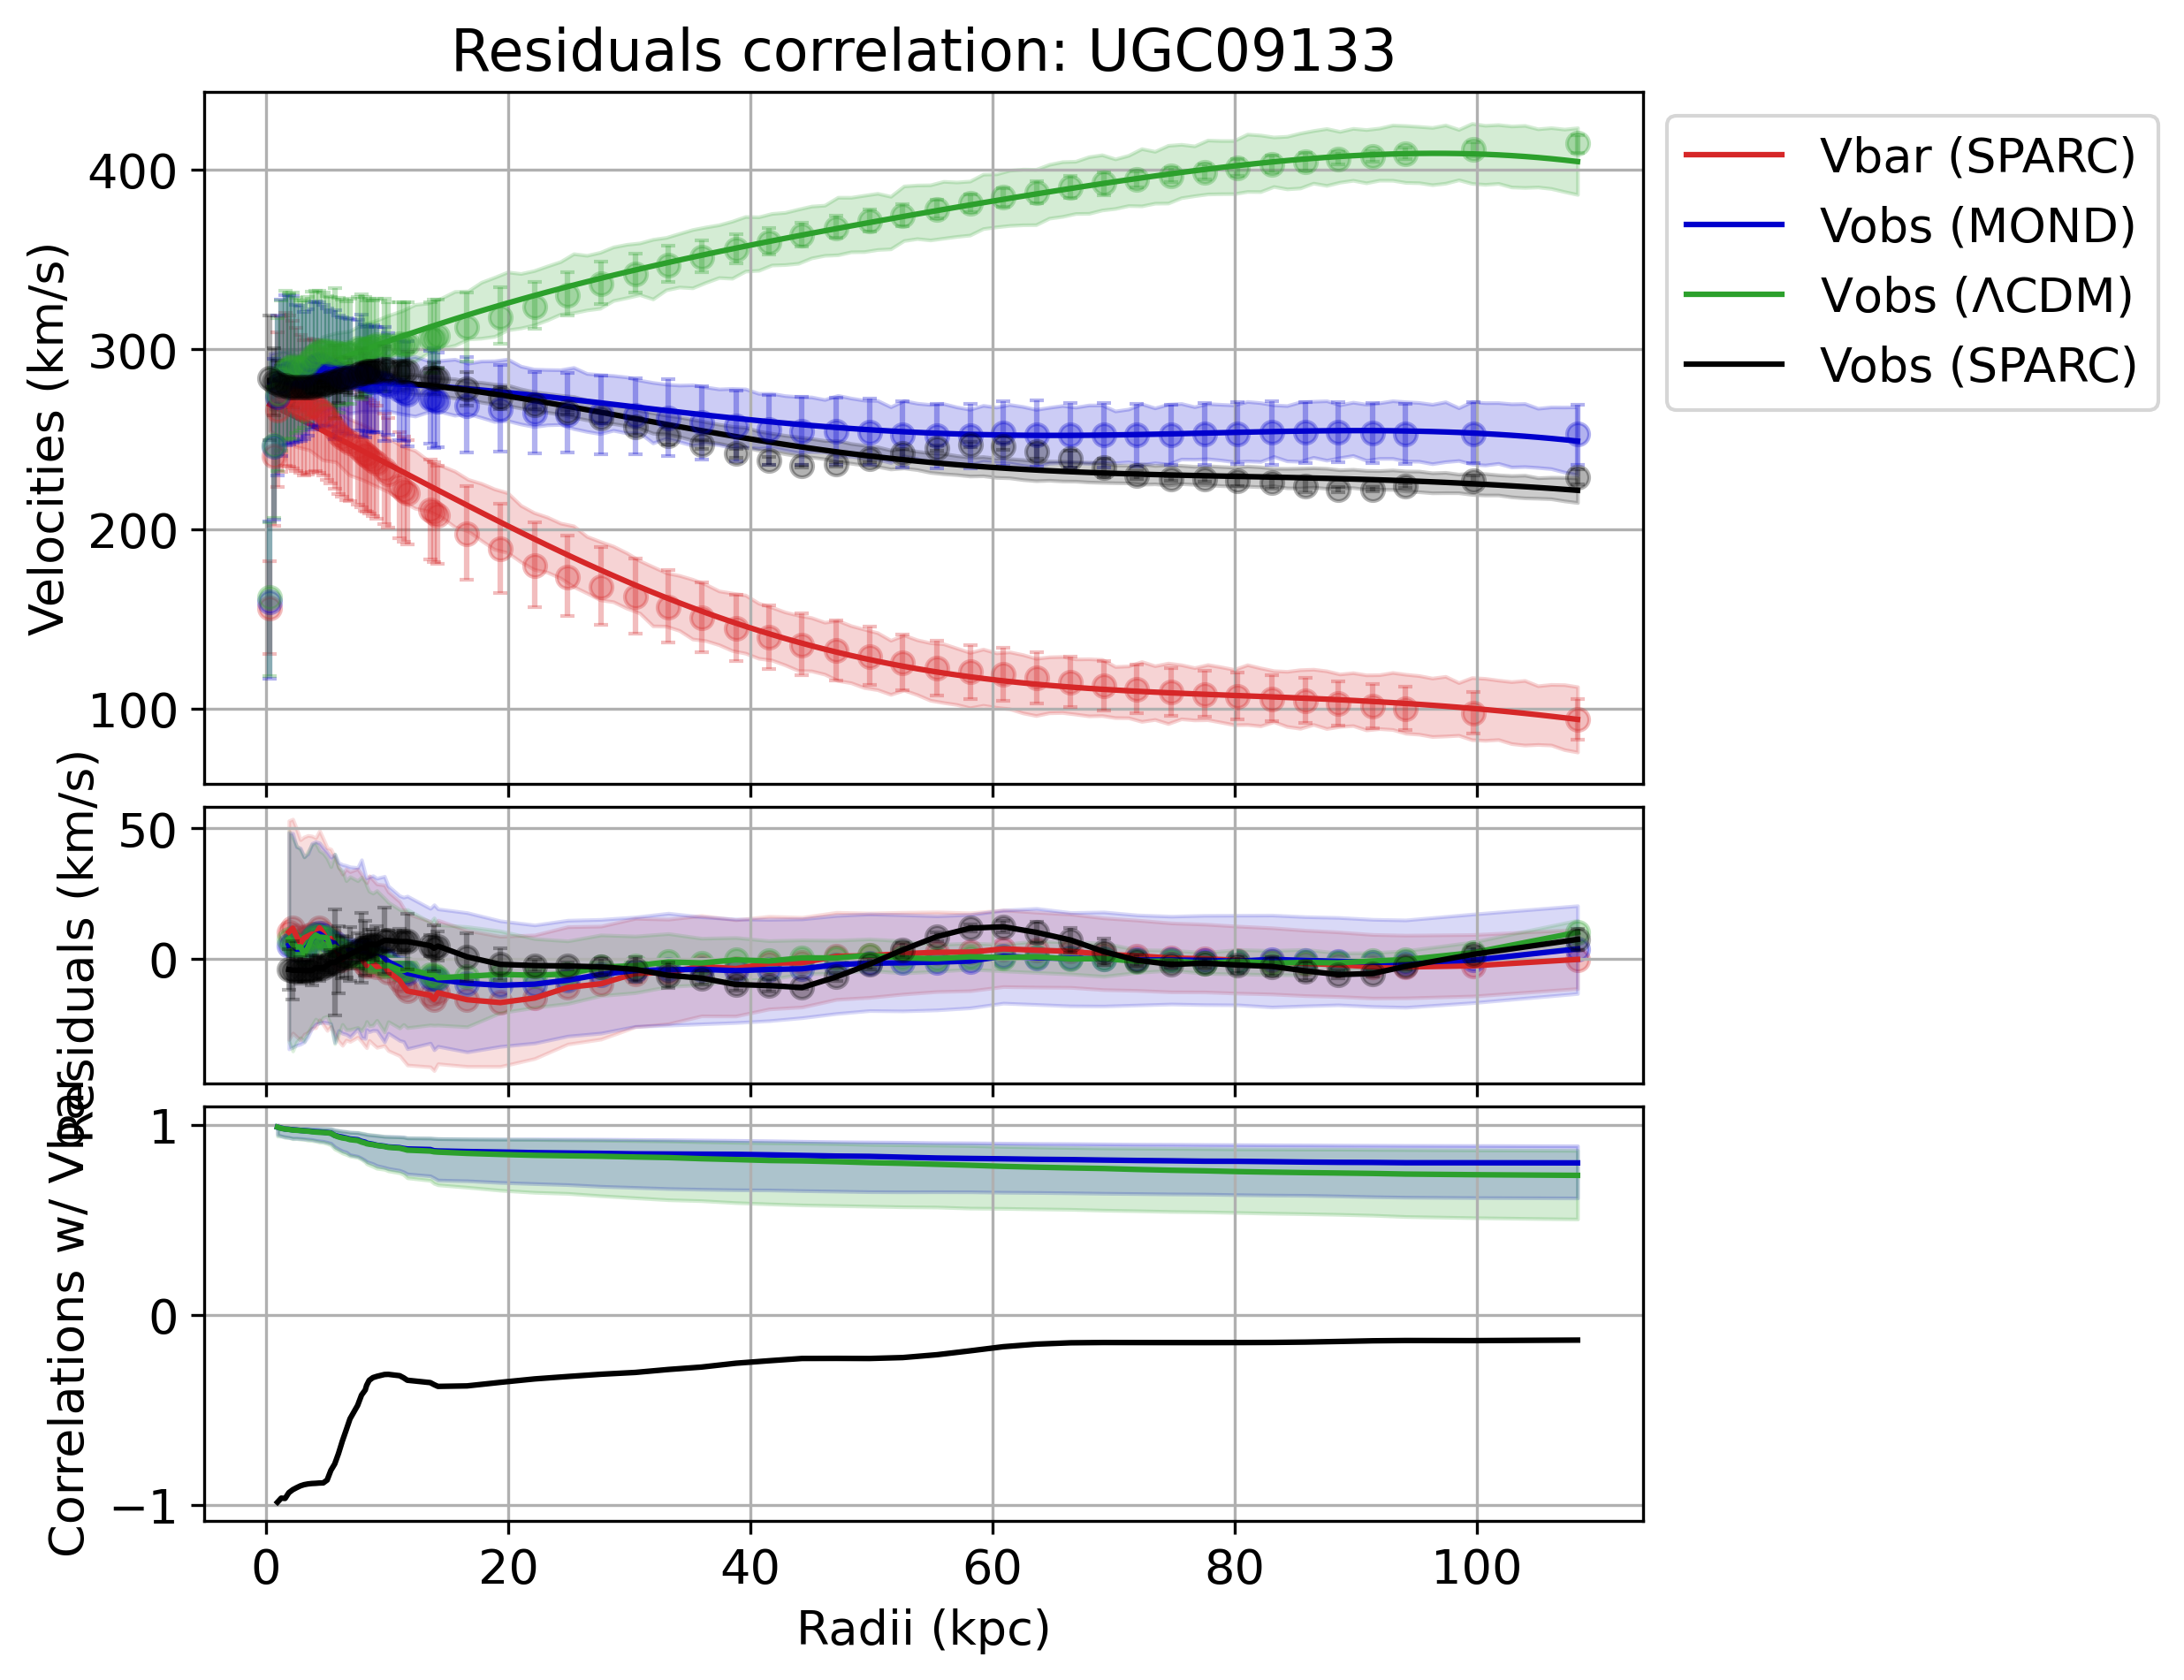 Residuals correlation: UGC09133
Velocities (km/s)
400
300
200
100
Vbar (SPARC)
Vobs (MOND)
Vobs (ΛCDM)
Vobs (SPARC)
Residuals (km/s)
50
0
Correlations w/ Vbar
1
0
−1
0 20 40 60 80 100
Radii (kpc)